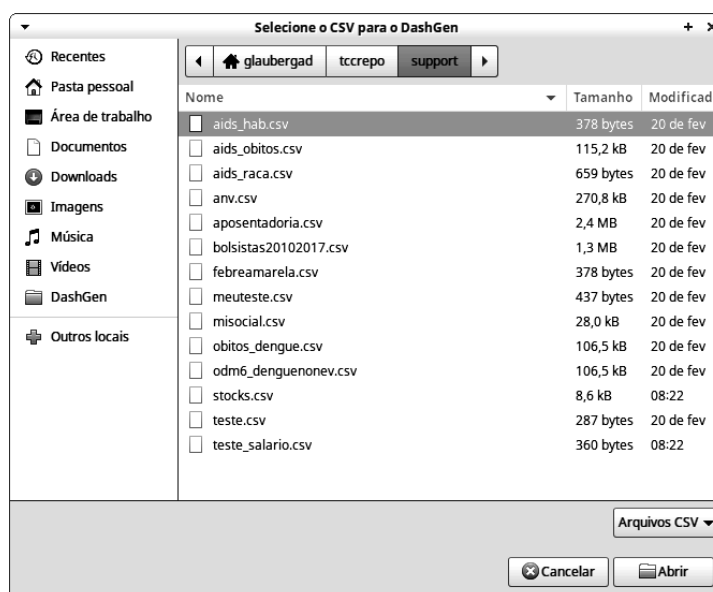 Selecione o CSV para o DashGen
Recentes
Pasta pessoal
Área de trabalho
Documentos
Downloads
Imagens
Música
Vídeos
DashGen
Outros locais
glaubergad tccrepo support
Nome Tamanho Modificad
aids_hab.csv 378 bytes 20 de fev
aids_obitos.csv 115,2 kB 20 de fev
aids_raca.csv 659 bytes 20 de fev
anv.csv 270,8 kB 20 de fev
aposentadoria.csv 2,4 MB 20 de fev
bolsistas20102017.csv 1,3 MB 20 de fev
febreamarela.csv 378 bytes 20 de fev
meuteste.csv 437 bytes 20 de fev
misocial.csv 28,0 kB 20 de fev
obitos_dengue.csv 106,5 kB 20 de fev
odm6_denguenonev.csv 106,5 kB 20 de fev
stocks.csv 8,6 kB 08:22
teste.csv 287 bytes 20 de fev
teste_salario.csv 360 bytes 08:22
Arquivos CSV
Cancelar Abrir